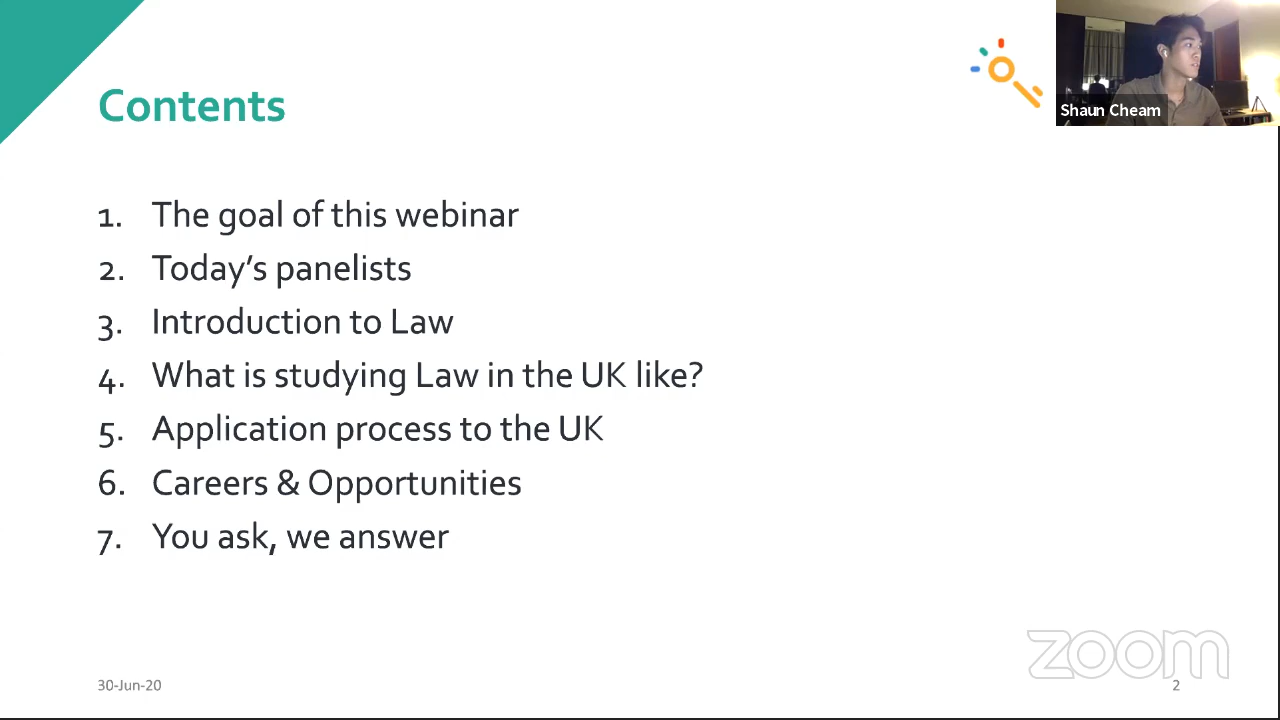 Contents
Shaun Cheam
1. The goal of this webinar
2. Today's panelists
3. Introduction to Law
4. What is studying Law in the UK like?
5. Application process to the UK
6. Careers & Opportunities
7. You ask, we answer
zoom
30-Jun-20
2